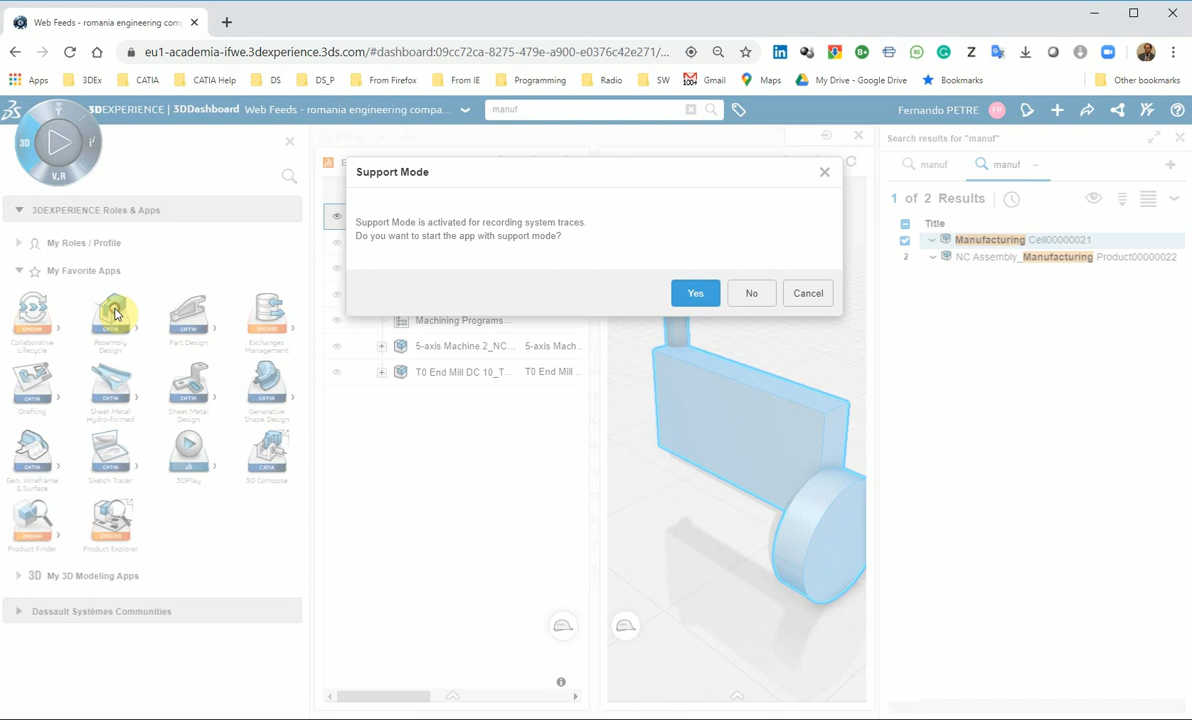 Web Feeds - romania engineering com
eu1-academia-ifwe.3dexperience.3ds.com/#dashboard:09cc72ca-8275-479e-a900-e0376c42e271/...
Apps 3DEx CATIA CATIA Help DS DS_P From Firefox From IE Programming Radio SW Gmail Maps My Drive - Google Drive Bookmarks Other bookmarks
3DEXPERIENCE | 3DDashboard Web Feeds - romania engineering compa... manuf Fernando PETRE FP
3D V.R
Search results for "manuf"
Support Mode
manuf manuf
Support Mode is activated for recording system traces.
Do you want to start the app with support mode?
Yes No Cancel
1 of 2 Results
Title
Manufacturing Cell00000021
2 NC Assembly_Manufacturing Product00000022
3DEXPERIENCE Roles & Apps
My Roles / Profile
My Favorite Apps
Collaborative Lifecycle
Assembly Design
Part Design
Exchanges Management
Drafting
Sheet Metal Hydro-formed
Sheet Metal Design
Generative Shape Design
Gen. Wireframe & Surface
Sketch Tracer
3DPlay
3D Compose
Product Finder
Product Explorer
My 3D Modeling Apps
Dassault Systèmes Communities
Machining Programs...
5-axis Machine.2_NC... 5-axis Mach...
T0 End Mill DC 10_T... T0 End Mill ...